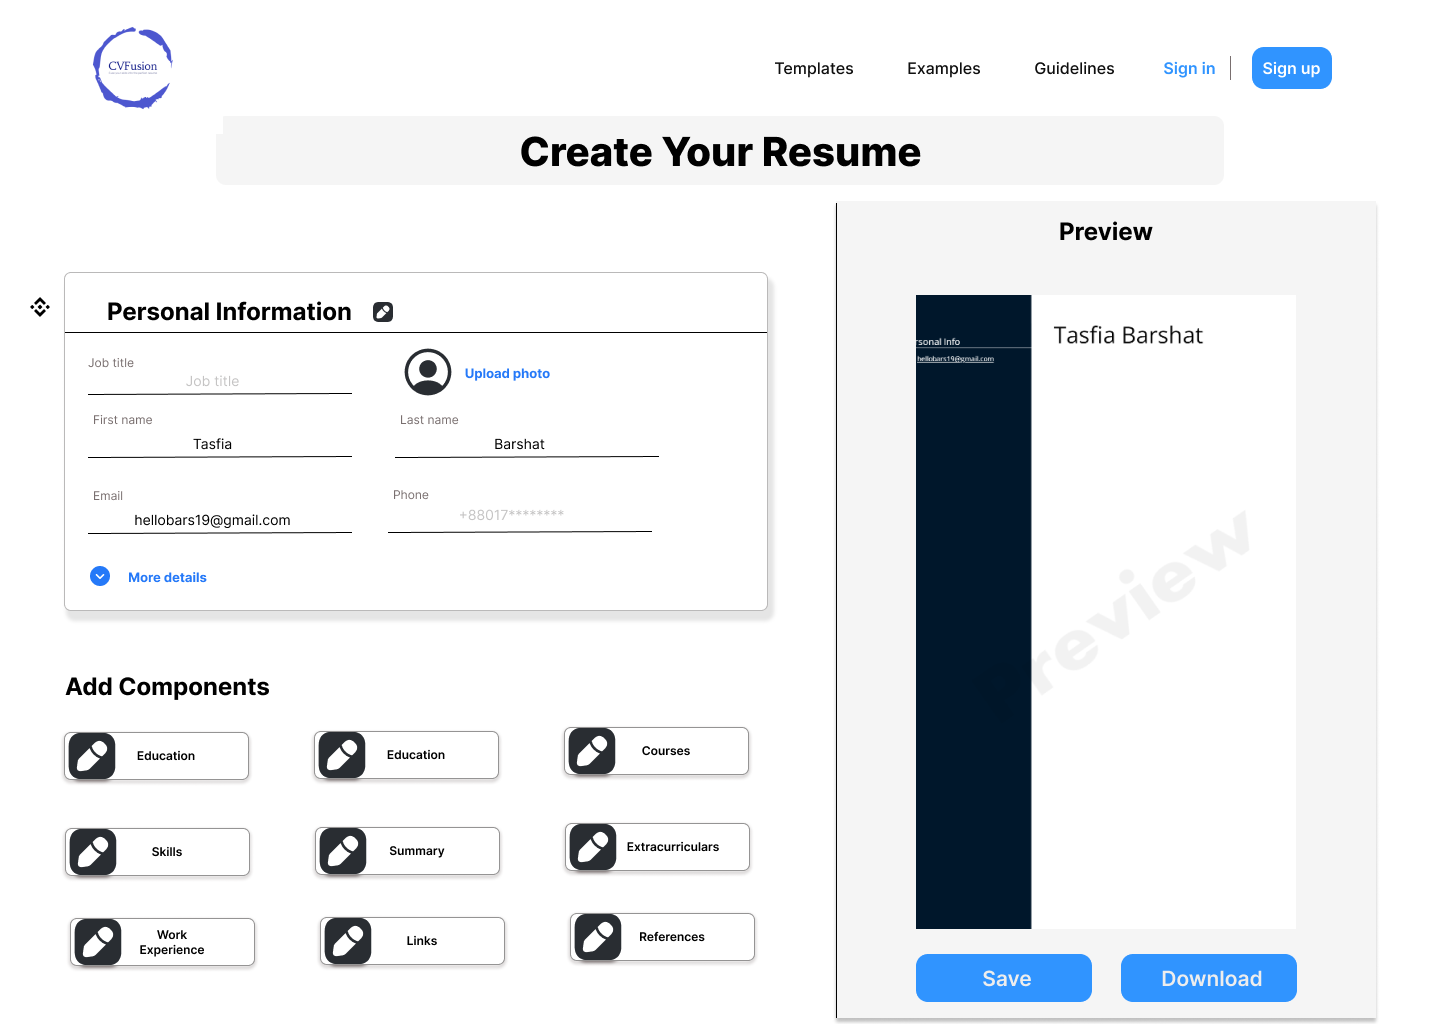 CVFusion
Templates
Examples
Guidelines
Sign in
Sign up
Create Your Resume
Personal Information
Job title
Job title
Upload photo
First name
Tasfia
Last name
Barshat
Email
hellobars19@gmail.com
Phone
+88017********
More details
Add Components
Education
Education
Courses
Skills
Summary
Extracurriculars
Work
Experience
Links
References
Preview
rsonal Info
hellobars19@gmail.com
Tasfia Barshat
review
Save
Download